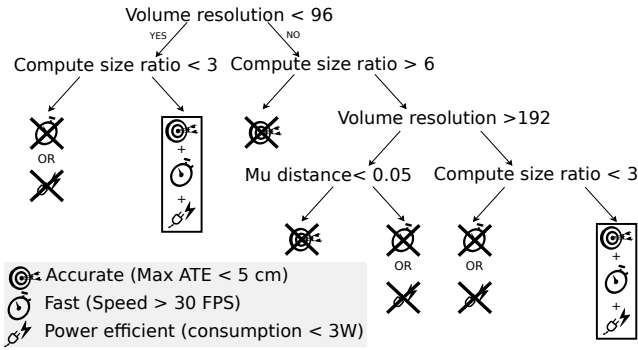 Volume resolution < 96
YES
NO
Compute size ratio < 3
Compute size ratio > 6
Volume resolution >192
OR
+
+
Mu distance< 0.05
Compute size ratio < 3
OR
OR
+
+
Accurate (Max ATE < 5 cm)
Fast (Speed > 30 FPS)
Power efficient (consumption < 3W)